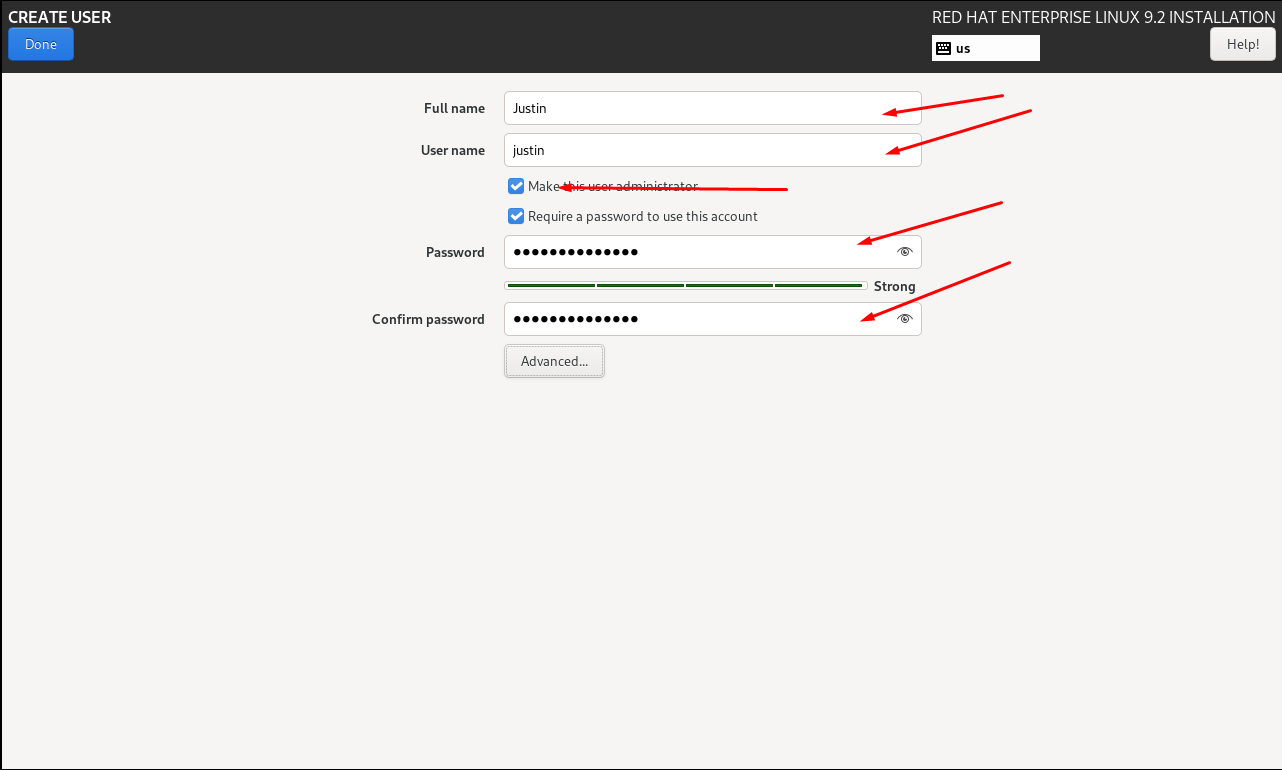 CREATE USER
RED HAT ENTERPRISE LINUX 9.2 INSTALLATION
Done
us
Help!
Full name
Justin
User name
justin
Make this user administrator
Require a password to use this account
Password
●●●●●●●●●●●●●●
Strong
Confirm password
●●●●●●●●●●●●●●
Advanced...